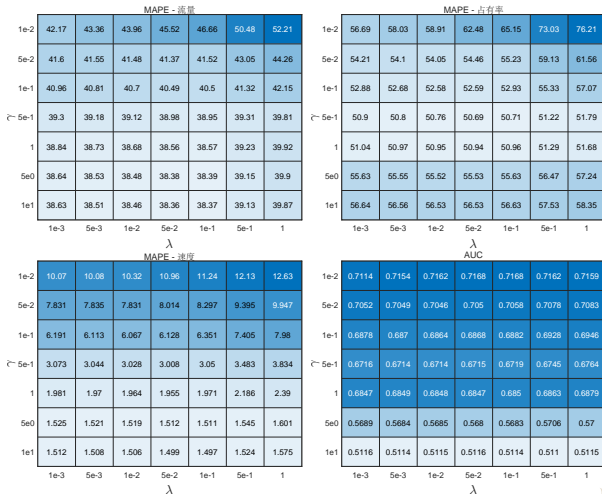 MAPE - 流量
1e-2 42.17 43.36 43.96 45.52 46.66 50.48 52.21
5e-2 41.6 41.55 41.48 41.37 41.52 43.05 44.26
1e-1 40.96 40.81 40.7 40.49 40.5 41.32 42.15
γ 5e-1 39.3 39.18 39.12 38.98 38.95 39.31 39.81
1 38.84 38.73 38.68 38.56 38.57 39.23 39.92
5e0 38.64 38.53 38.48 38.38 38.39 39.15 39.9
1e1 38.63 38.51 38.46 38.36 38.37 39.13 39.87
1e-3 5e-3 1e-2 5e-2 1e-1 5e-1 1
λ
MAPE - 占有率
1e-2 56.69 58.03 58.91 62.48 65.15 73.03 76.21
5e-2 54.21 54.1 54.05 54.46 55.23 59.13 61.56
1e-1 52.88 52.68 52.58 52.59 52.93 55.33 57.07
γ 5e-1 50.9 50.8 50.76 50.69 50.71 51.22 51.79
1 51.04 50.97 50.95 50.94 50.96 51.29 51.68
5e0 55.63 55.55 55.52 55.53 55.63 56.47 57.24
1e1 56.64 56.56 56.53 56.53 56.63 57.53 58.35
1e-3 5e-3 1e-2 5e-2 1e-1 5e-1 1
λ
MAPE - 速度
1e-2 10.07 10.08 10.32 10.96 11.24 12.13 12.63
5e-2 7.831 7.835 7.831 8.014 8.297 9.395 9.947
1e-1 6.191 6.113 6.067 6.128 6.351 7.405 7.98
γ 5e-1 3.073 3.044 3.028 3.008 3.05 3.483 3.834
1 1.981 1.97 1.964 1.955 1.971 2.186 2.39
5e0 1.525 1.521 1.519 1.512 1.511 1.545 1.601
1e1 1.512 1.508 1.506 1.499 1.497 1.524 1.575
1e-3 5e-3 1e-2 5e-2 1e-1 5e-1 1
λ
AUC
1e-2 0.7114 0.7154 0.7162 0.7168 0.7168 0.7162 0.7159
5e-2 0.7052 0.7049 0.7046 0.705 0.7058 0.7078 0.7083
1e-1 0.6878 0.687 0.6864 0.6868 0.6882 0.6928 0.6946
γ 5e-1 0.6716 0.6714 0.6714 0.6715 0.6719 0.6745 0.6764
1 0.6847 0.6849 0.6848 0.6847 0.685 0.6863 0.6879
5e0 0.5689 0.5684 0.5685 0.568 0.5683 0.5706 0.57
1e1 0.5116 0.5114 0.5115 0.5116 0.5114 0.511 0.5115
1e-3 5e-3 1e-2 5e-2 1e-1 5e-1 1
λ